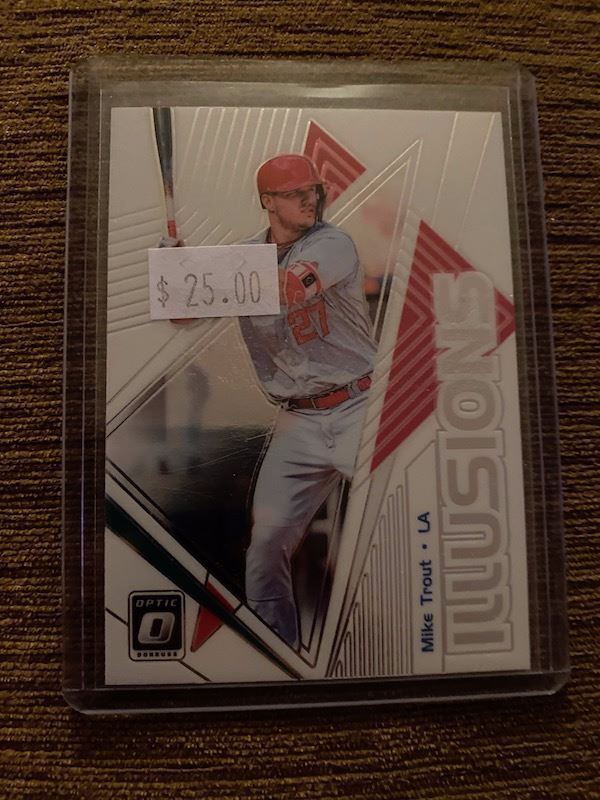 $ 25.00
27
ILLUSIONS
Mike Trout • LA
OPTIC
DONRUSS